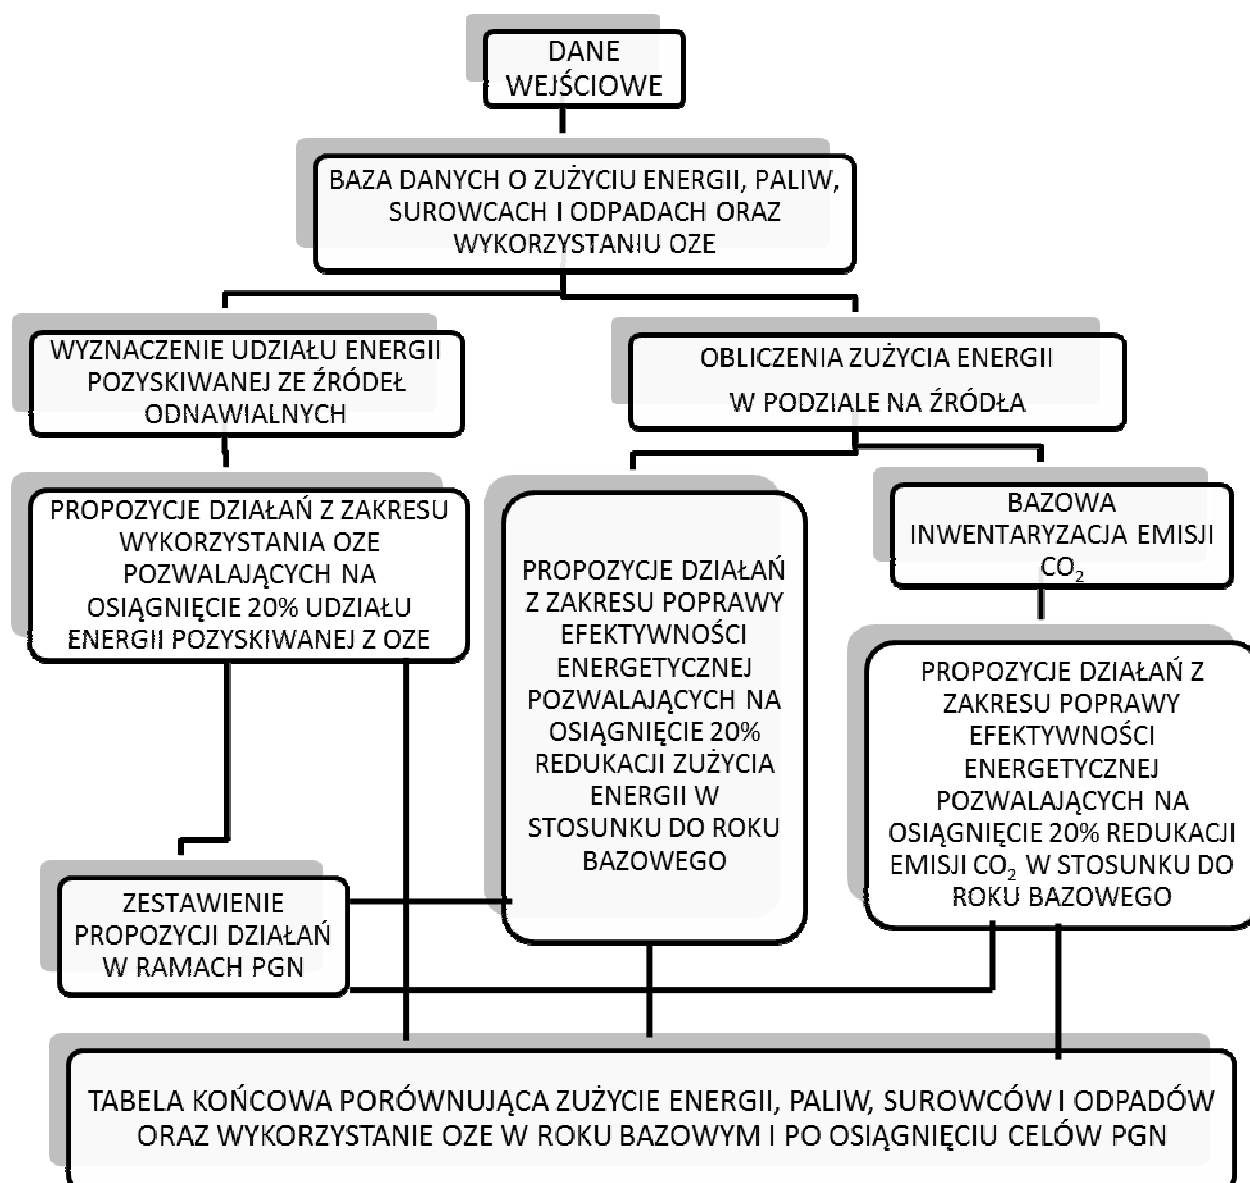 DANE
WEJŚCIOWE
BAZA DANYCH O ZUŻYCIU ENERGII, PALIW,
SUROWCACH I ODPADACH ORAZ
WYKORZYSTANIU OZE
WYZNACZENIE UDZIAŁU ENERGII
POZYSKIWANEJ ZE ŹRÓDEŁ
ODNAWIALNYCH
OBLICZENIA ZUŻYCIA ENERGII
W PODZIALE NA ŹRÓDŁA
PROPOZYCJE DZIAŁAŃ Z ZAKRESU
WYKORZYSTANIA OZE
POZWALAJĄCYCH NA
OSIĄGNIĘCIE 20% UDZIAŁU
ENERGII POZYSKIWANEJ Z OZE
PROPOZYCJE DZIAŁAŃ
Z ZAKRESU POPRAWY
EFEKTYWNOŚCI
ENERGETYCZNEJ
POZWALAJĄCYCH NA
OSIĄGNIĘCIE 20%
REDUKACJI ZUŻYCIA
ENERGII W
STOSUNKU DO ROKU
BAZOWEGO
BAZOWA
INWENTARYZACJA EMISJI
CO₂
PROPOZYCJE DZIAŁAŃ Z
ZAKRESU POPRAWY
EFEKTYWNOŚCI
ENERGETYCZNEJ
POZWALAJĄCYCH NA
OSIĄGNIĘCIE 20% REDUKACJI
EMISJI CO₂ W STOSUNKU DO
ROKU BAZOWEGO
ZESTAWIENIE
PROPOZYCJI DZIAŁAŃ
W RAMACH PGN
TABELA KOŃCOWA PORÓWNUJĄCA ZUŻYCIE ENERGII, PALIW, SUROWCÓW I ODPADÓW
ORAZ WYKORZYSTANIE OZE W ROKU BAZOWYM I PO OSIĄGNIĘCIU CELÓW PGN